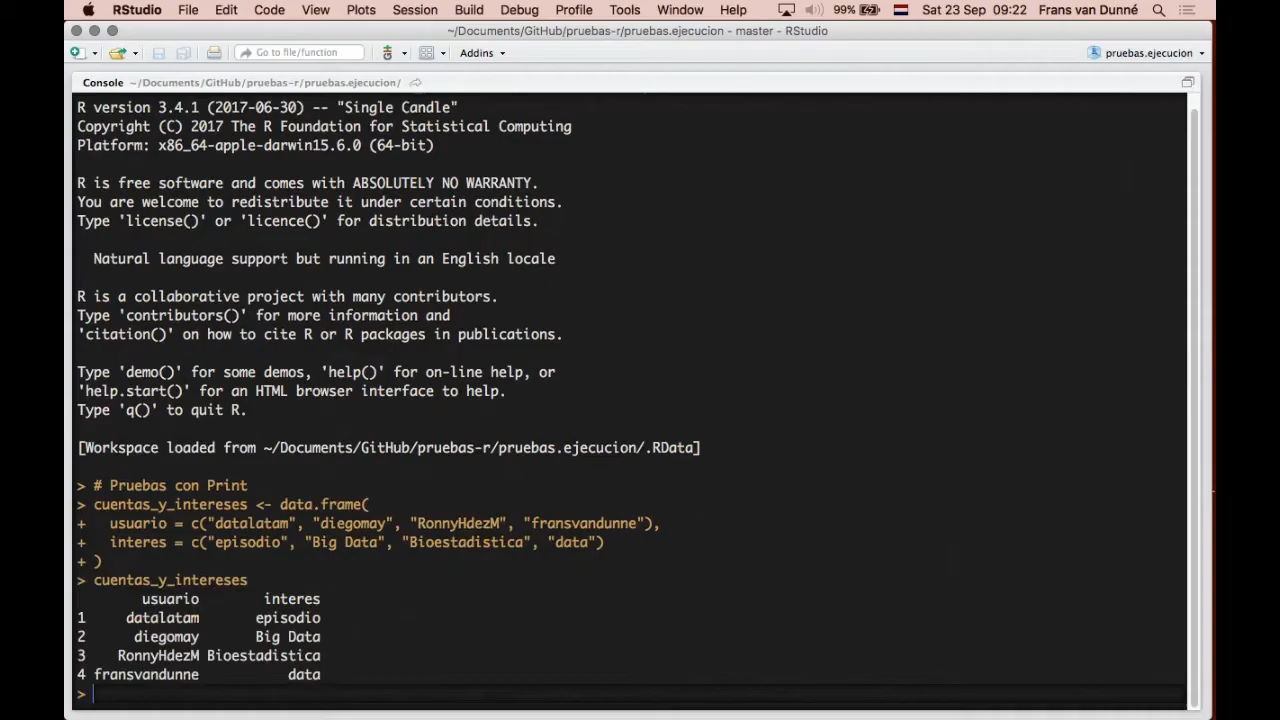 RStudio File Edit Code View Plots Session Build Debug Profile Tools Window Help 99% Sat 23 Sep 09:22 Frans van Dunné
~/Documents/GitHub/pruebas-r/pruebas.ejecucion - master - RStudio
Go to file/function Addins pruebas.ejecucion
Console ~/Documents/GitHub/pruebas-r/pruebas.ejecucion/
R version 3.4.1 (2017-06-30) -- "Single Candle"
Copyright (C) 2017 The R Foundation for Statistical Computing
Platform: x86_64-apple-darwin15.6.0 (64-bit)
R is free software and comes with ABSOLUTELY NO WARRANTY.
You are welcome to redistribute it under certain conditions.
Type 'license()' or 'licence()' for distribution details.
Natural language support but running in an English locale
R is a collaborative project with many contributors.
Type 'contributors()' for more information and
'citation()' on how to cite R or R packages in publications.
Type 'demo()' for some demos, 'help()' for on-line help, or
'help.start()' for an HTML browser interface to help.
Type 'q()' to quit R.
[Workspace loaded from ~/Documents/GitHub/pruebas-r/pruebas.ejecucion/.RData]
> # Pruebas con Print
> cuentas_y_intereses <- data.frame(
+ usuario = c("datalatam", "diegomay", "RonnyHdezM", "fransvandunne"),
+ interes = c("episodio", "Big Data", "Bioestadistica", "data")
+ )
> cuentas_y_intereses
usuario interes
1 datalatam episodio
2 diegomay Big Data
3 RonnyHdezM Bioestadistica
4 fransvandunne data
>